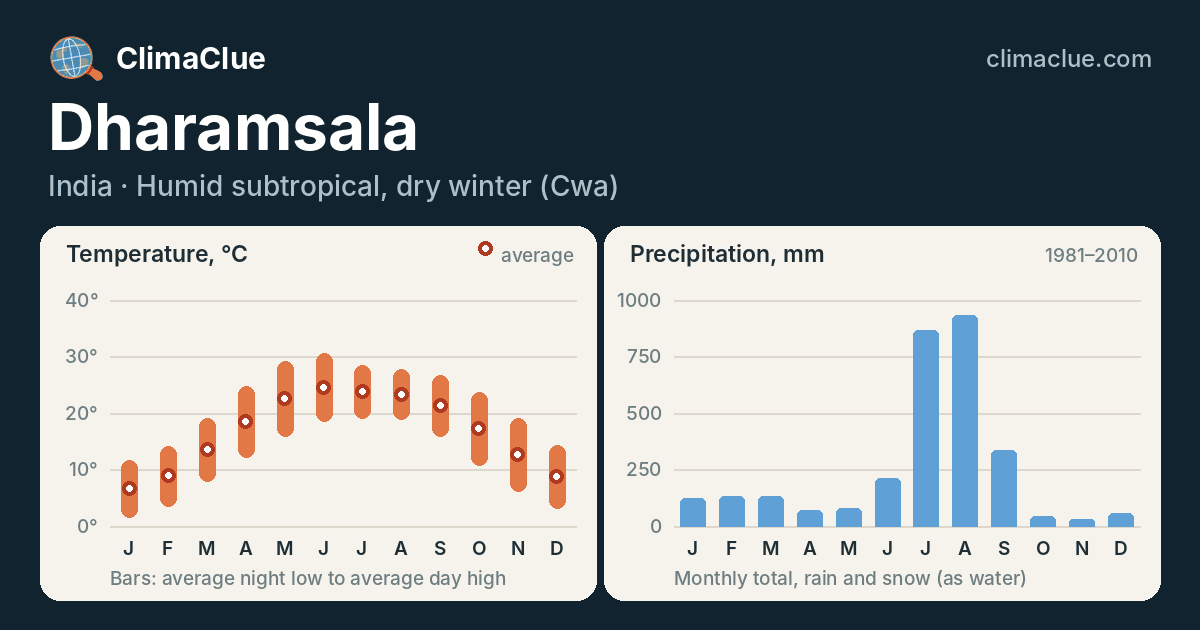 ClimaClue
climaclue.com
Dharamsala
India · Humid subtropical, dry winter (Cwa)
Temperature, °C
average
40°
30°
20°
10°
0°
J F M A M J J A S O N D
Bars: average night low to average day high
Precipitation, mm
1981–2010
1000
750
500
250
0
J F M A M J J A S O N D
Monthly total, rain and snow (as water)